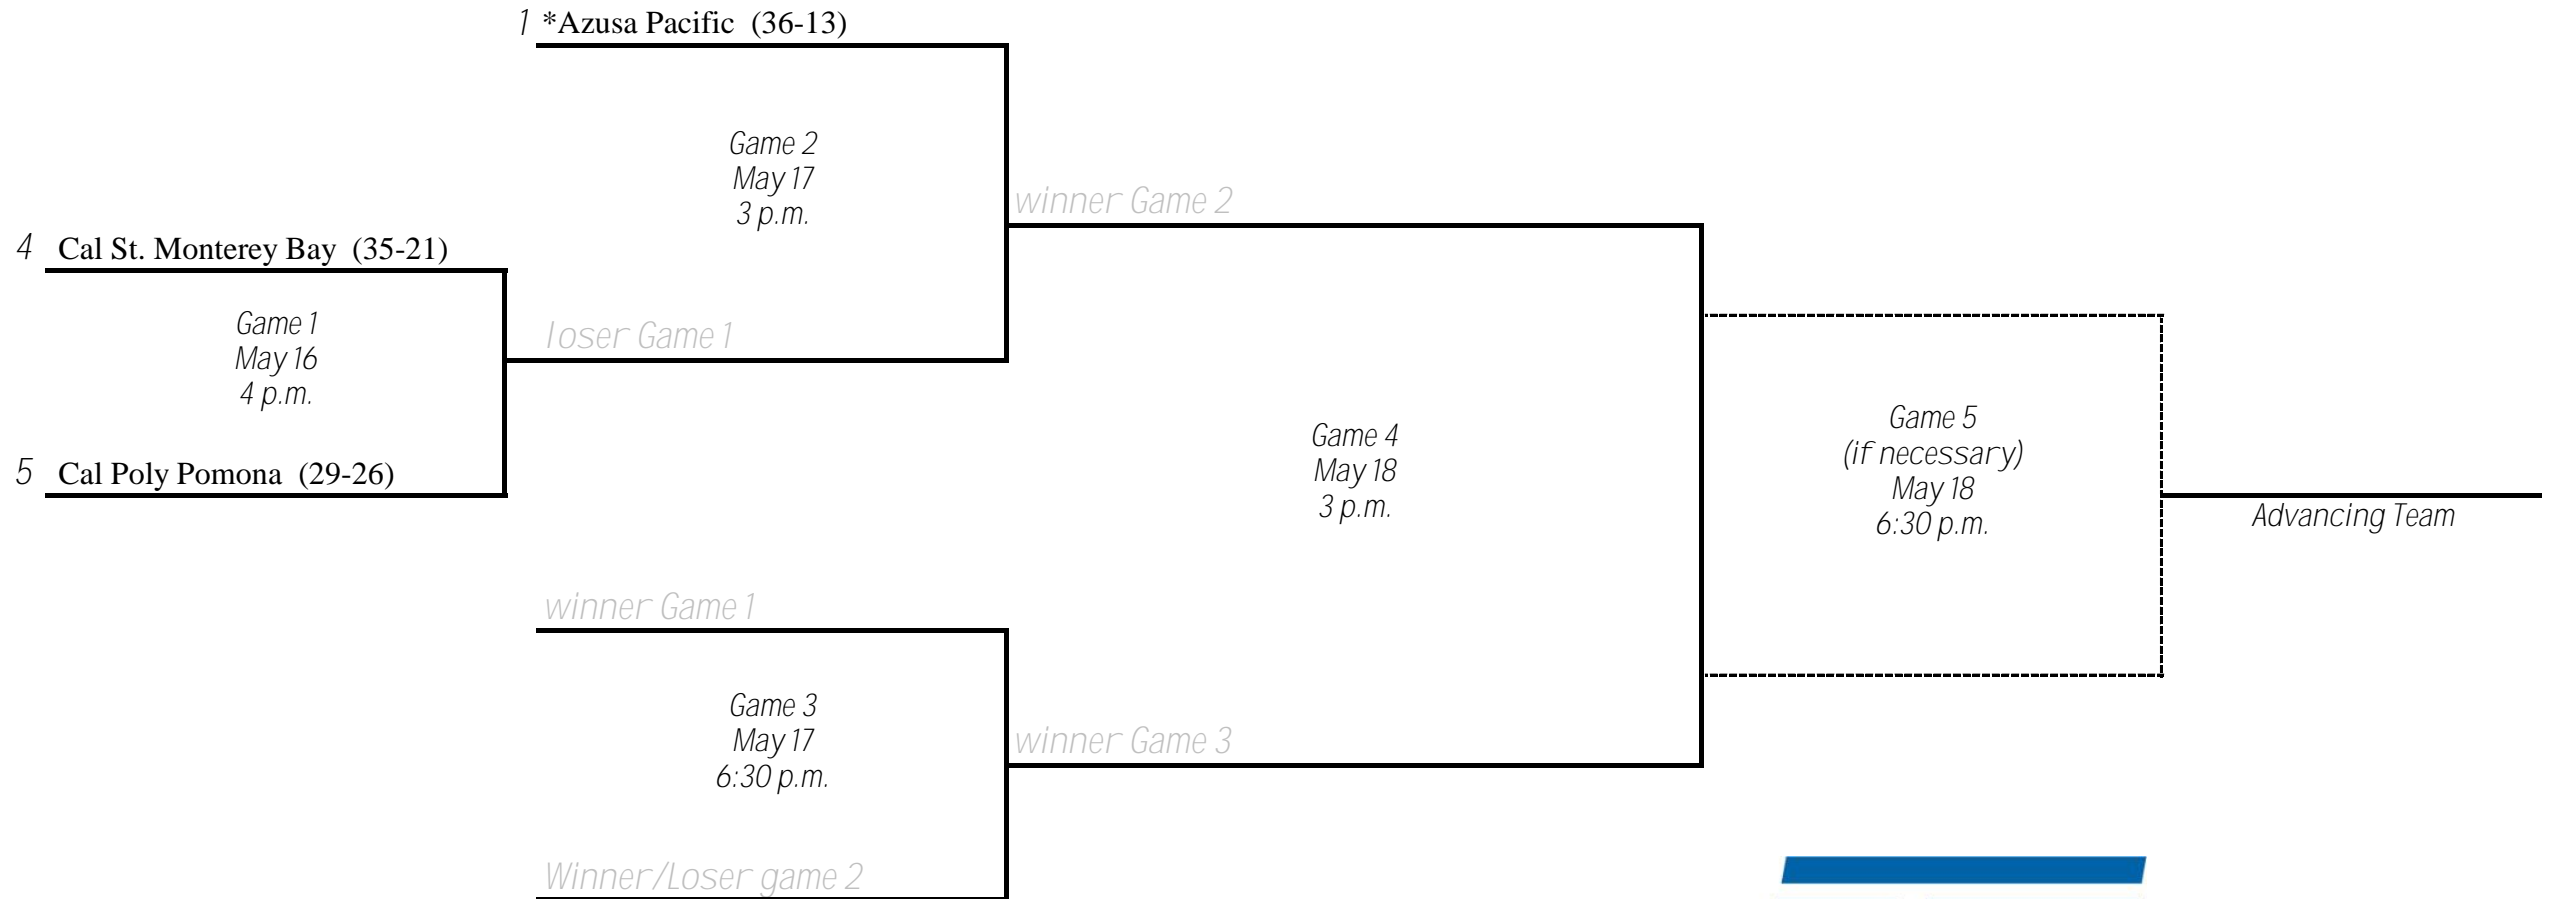 1 *Azusa Pacific (36-13)
Game 2
May 17
3 p.m.
winner Game 2
4 Cal St. Monterey Bay (35-21)
Game 1
May 16
4 p.m.
loser Game 1
5 Cal Poly Pomona (29-26)
Game 4
May 18
3 p.m.
Game 5
(if necessary)
May 18
6:30 p.m.
Advancing Team
winner Game 1
Game 3
May 17
6:30 p.m.
winner Game 3
Winner/Loser game 2